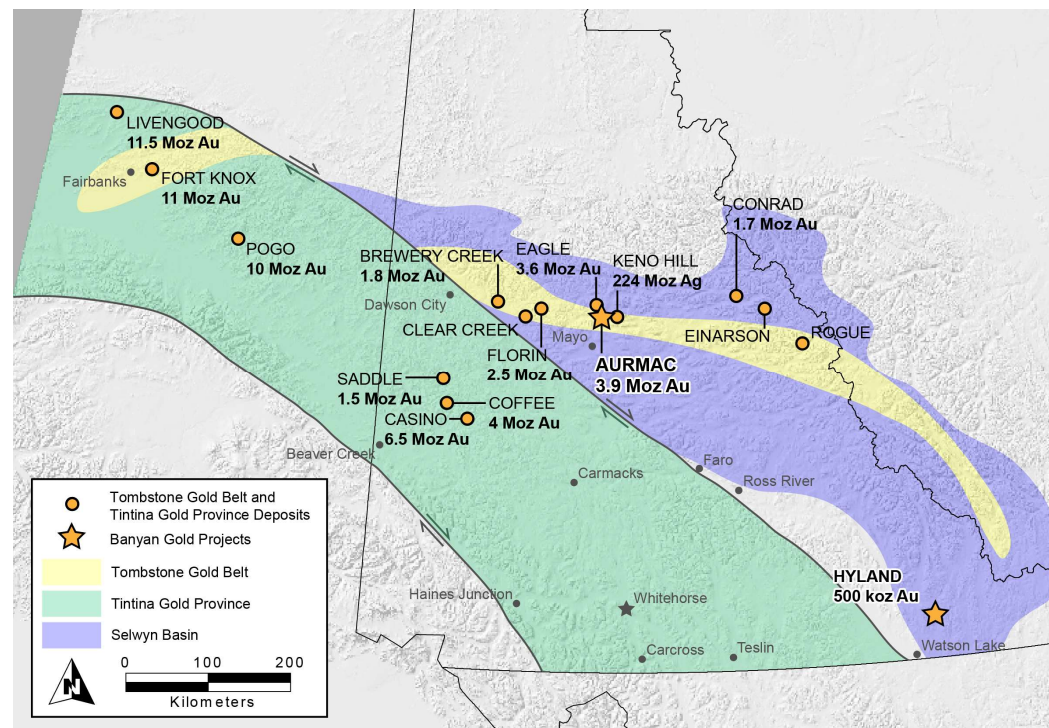 LIVENGOOD
11.5 Moz Au
Fairbanks
FORT KNOX
11 Moz Au
POGO
10 Moz Au
BREWERY CREEK
1.8 Moz Au
Dawson City
EAGLE
3.6 Moz Au
KENO HILL
224 Moz Ag
CONRAD
1.7 Moz Au
CLEAR CREEK
FLORIN
2.5 Moz Au
Mayo
AURMAC
3.9 Moz Au
EINARSON
ROGUE
SADDLE
1.5 Moz Au
COFFEE
4 Moz Au
CASINO
6.5 Moz Au
Beaver Creek
Carmacks
Faro
Ross River
HYLAND
500 koz Au
Haines Junction
Whitehorse
Carcross
Teslin
Watson Lake
Tombstone Gold Belt and
Tintina Gold Province Deposits
Banyan Gold Projects
Tombstone Gold Belt
Tintina Gold Province
Selwyn Basin
N
0 100 200
Kilometers